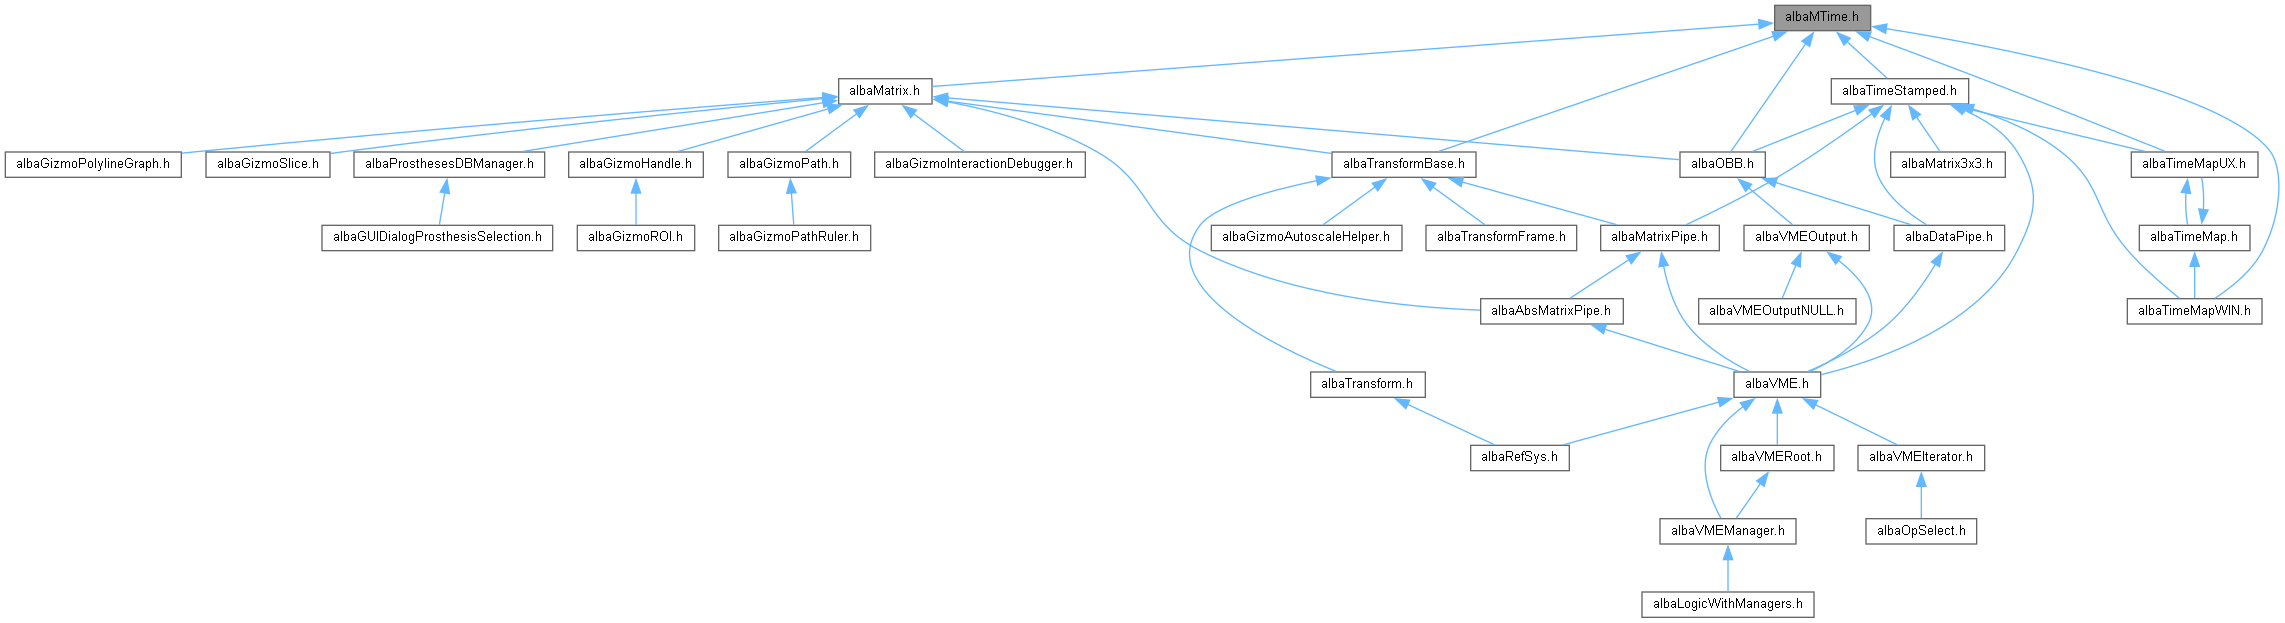 albaMTime.h
albaMatrix.h
albaTimeStamped.h
albaGizmoPolylineGraph.h
albaGizmoSlice.h
albaProsthesesDBManager.h
albaGizmoHandle.h
albaGizmoPath.h
albaGizmoInteractionDebugger.h
albaTransformBase.h
albaOBB.h
albaMatrix3x3.h
albaTimeMapUX.h
albaGUIDialogProsthesisSelection.h
albaGizmoROI.h
albaGizmoPathRuler.h
albaGizmoAutoscaleHelper.h
albaTransformFrame.h
albaMatrixPipe.h
albaVMEOutput.h
albaDataPipe.h
albaTimeMap.h
albaAbsMatrixPipe.h
albaVMEOutputNULL.h
albaTimeMapWIN.h
albaTransform.h
albaVME.h
albaRefSys.h
albaVMERoot.h
albaVMEIterator.h
albaVMEManager.h
albaOpSelect.h
albaLogicWithManagers.h